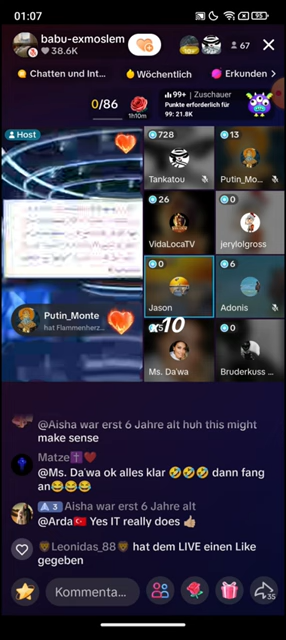 01:07
95
babu-exmoslem
38.6K
67
Chatten und Int...
Wöchentlich
Erkunden >
0/86
1h10m
99+ | Zuschauer
Punkte erforderlich für
99: 21.8K
Host
728
Tankatou
13
Putin_Mo...
26
VidaLocaTV
0
jerylolgross
0
Jason
6
Adonis
x10
Ms. Da'wa
0
Bruderkuss ...
Putin_Monte
hat Flammenherz...
@Aisha war erst 6 Jahre alt huh this might
make sense
Matze✝️❤️
@Ms. Da'wa ok alles klar 🤣🤣🤣 dann fang
an😂😂😂
3 Aisha war erst 6 Jahre alt
@Arda🇹🇷 Yes IT really does 👍🏼
🦁Leonidas_88🦁 hat dem LIVE einen Like
gegeben
Kommenta...
35